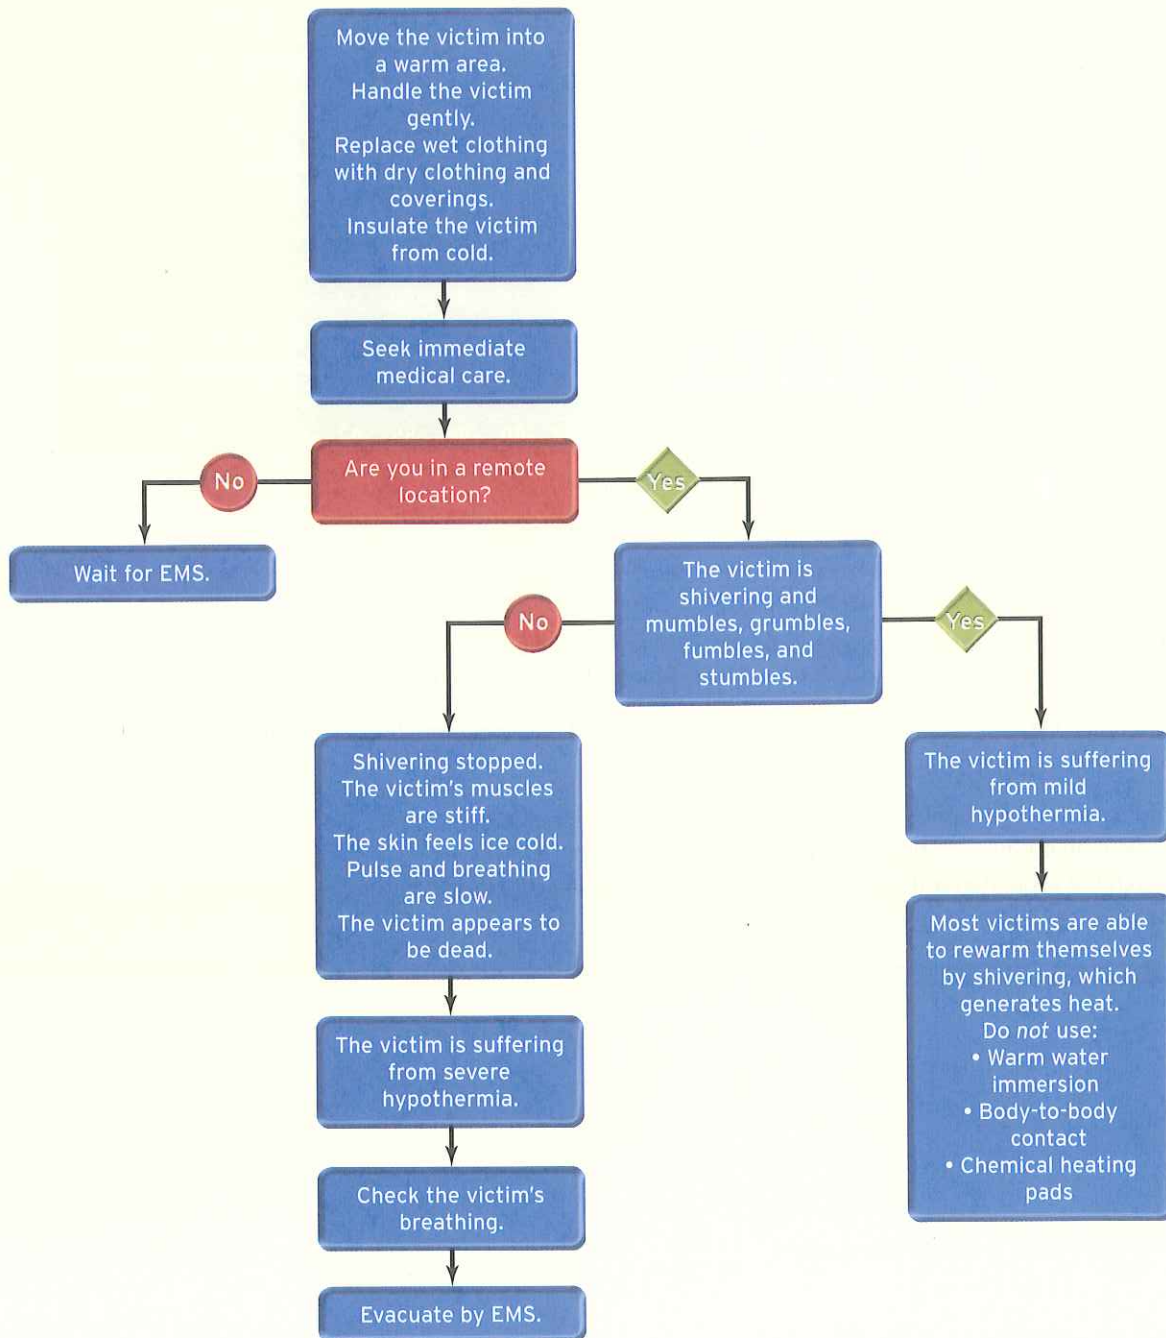 Move the victim into
a warm area.
Handle the victim
gently.
Replace wet clothing
with dry clothing and
coverings.
Insulate the victim
from cold.
Seek immediate
medical care.
Are you in a remote
location?
No
Yes
Wait for EMS.
The victim is
shivering and
mumbles, grumbles,
fumbles, and
stumbles.
No
Yes
Shivering stopped.
The victim's muscles
are stiff.
The skin feels ice cold.
Pulse and breathing
are slow.
The victim appears to
be dead.
The victim is suffering
from severe
hypothermia.
Check the victim's
breathing.
Evacuate by EMS.
The victim is suffering
from mild
hypothermia.
Most victims are able
to rewarm themselves
by shivering, which
generates heat.
Do not use:
• Warm water
immersion
• Body-to-body
contact
• Chemical heating
pads